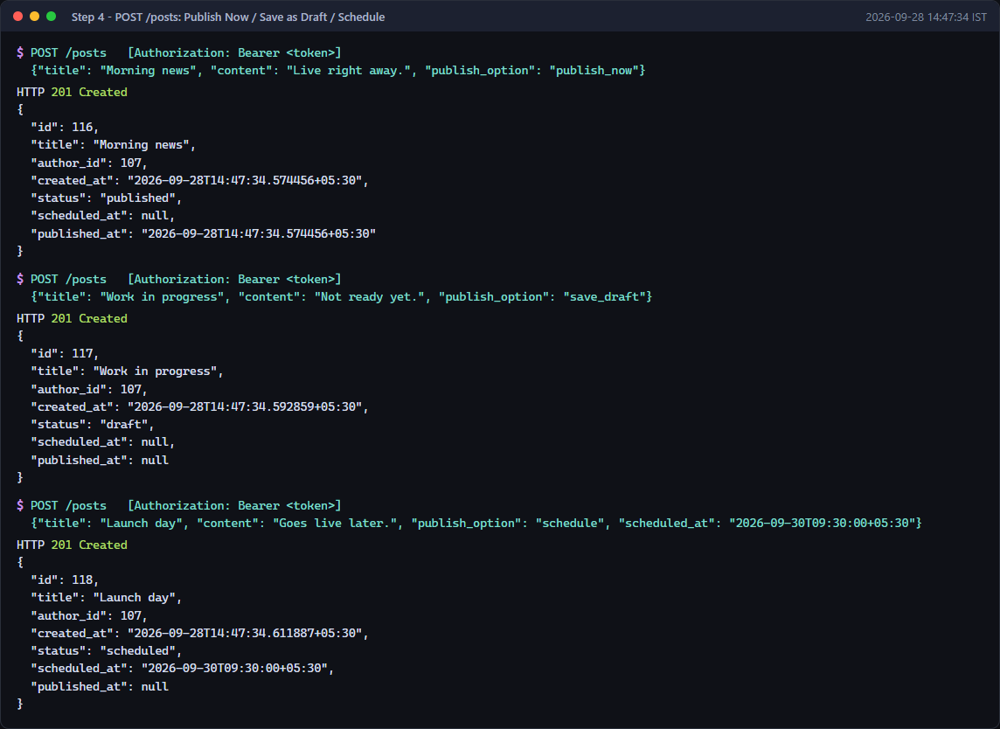 Step 4 - POST /posts: Publish Now / Save as Draft / Schedule
2026-09-28 14:47:34 IST
$ POST /posts   [Authorization: Bearer <token>]
  {"title": "Morning news", "content": "Live right away.", "publish_option": "publish_now"}
HTTP 201 Created
{
  "id": 116,
  "title": "Morning news",
  "author_id": 107,
  "created_at": "2026-09-28T14:47:34.574456+05:30",
  "status": "published",
  "scheduled_at": null,
  "published_at": "2026-09-28T14:47:34.574456+05:30"
}
$ POST /posts   [Authorization: Bearer <token>]
  {"title": "Work in progress", "content": "Not ready yet.", "publish_option": "save_draft"}
HTTP 201 Created
{
  "id": 117,
  "title": "Work in progress",
  "author_id": 107,
  "created_at": "2026-09-28T14:47:34.592859+05:30",
  "status": "draft",
  "scheduled_at": null,
  "published_at": null
}
$ POST /posts   [Authorization: Bearer <token>]
  {"title": "Launch day", "content": "Goes live later.", "publish_option": "schedule", "scheduled_at": "2026-09-30T09:30:00+05:30"}
HTTP 201 Created
{
  "id": 118,
  "title": "Launch day",
  "author_id": 107,
  "created_at": "2026-09-28T14:47:34.611887+05:30",
  "status": "scheduled",
  "scheduled_at": "2026-09-30T09:30:00+05:30",
  "published_at": null
}